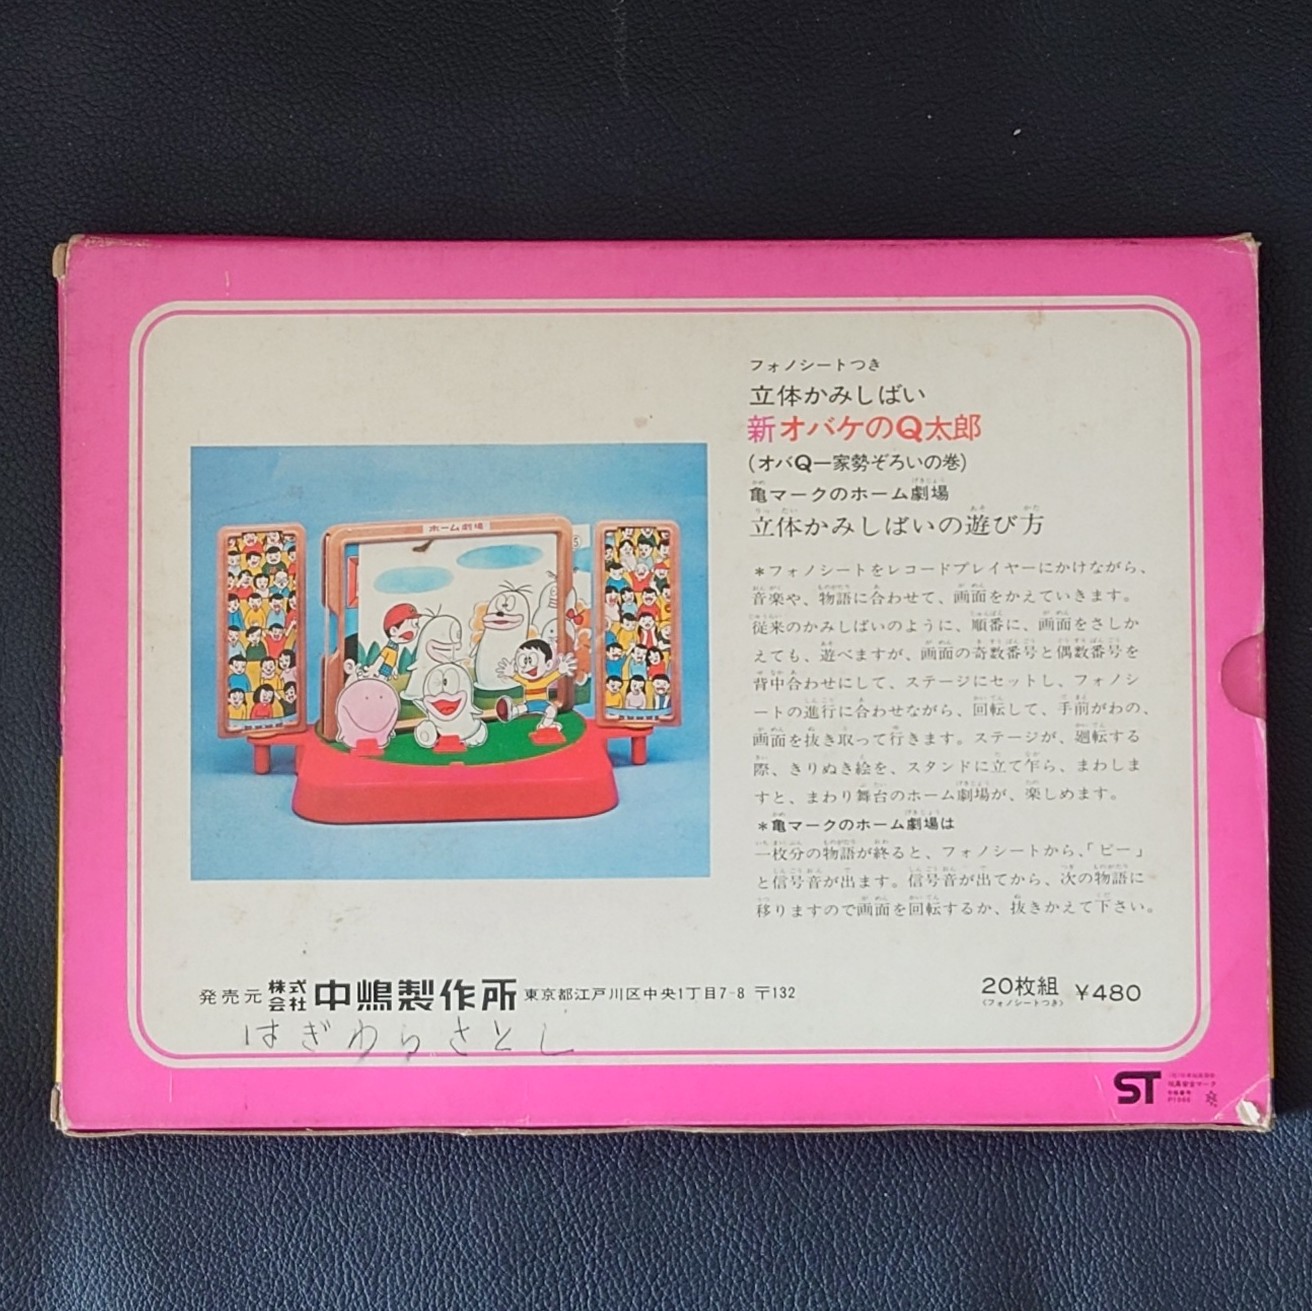 フォノシートつき
立体かみしばい
新オバケのQ太郎
(オバQ一家勢ぞろいの巻)
亀マークのホーム劇場
立体かみしばいの遊び方
*フォノシートをレコードプレイヤーにかけながら、
音楽や、物語に合わせて、画面をかえていきます。
従来のかみしばいのように、順番に、画面をさしか
えても、遊べますが、画面の奇数番号と偶数番号を
背中合わせにして、ステージにセットし、フォノシ
ートの進行に合わせながら、回転して、手前がわの、
画面を抜き取って行きます。ステージが、廻転する
際、きりぬき絵を、スタンドに立て乍ら、まわしま
すと、まわり舞台のホーム劇場が、楽しめます。
*亀マークのホーム劇場は
一枚分の物語が終ると、フォノシートから、「ピー」
と信号音が出ます。信号音が出てから、次の物語に
移りますので画面を回転するか、抜きかえて下さい。
ホーム劇場
発売元 株式会社 中嶋製作所 東京都江戸川区中央1丁目7-8 〒132
20枚組 ¥480
(フォノシートつき)
はぎわらさとし
ST
玩具安全マーク